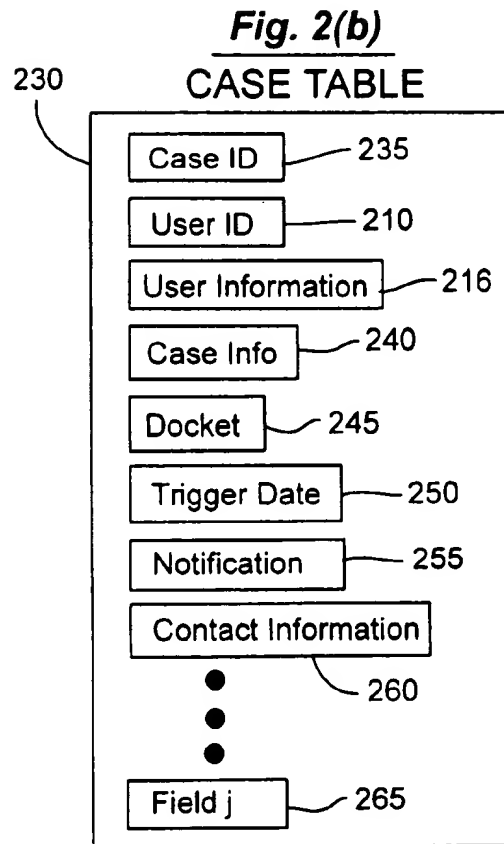 Fig. 2(b)
230
CASE TABLE
Case ID 235
User ID 210
User Information 216
Case Info 240
Docket 245
Trigger Date 250
Notification 255
Contact Information
260
Field j 265